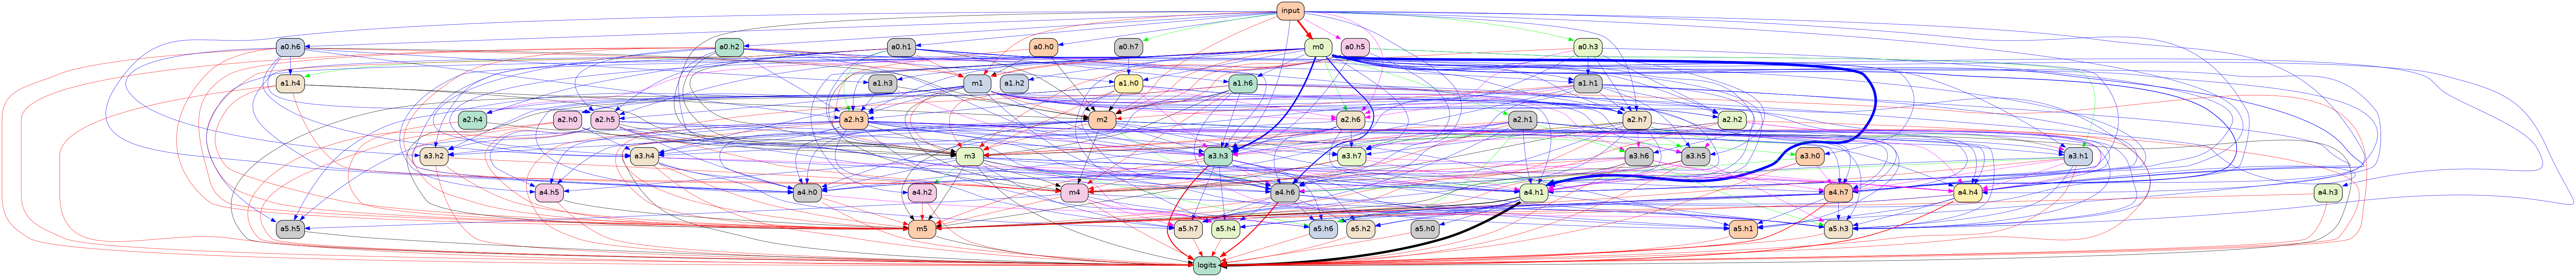 input
a0.h6 a0.h2 a0.h1 a0.h0 a0.h7 m0 a0.h5 a0.h3
a1.h4 a1.h3 m1 a1.h2 a1.h0 a1.h6 a1.h1
a2.h4 a2.h0 a2.h5 a2.h3 m2 a2.h6 a2.h1 a2.h7 a2.h2
a3.h2 a3.h4 m3 a3.h3 a3.h7 a3.h6 a3.h5 a3.h0 a3.h1
a4.h5 a4.h0 a4.h2 m4 a4.h6 a4.h1 a4.h7 a4.h4 a4.h3
a5.h5 m5 a5.h7 a5.h4 a5.h6 a5.h2 a5.h0 a5.h1 a5.h3
logits